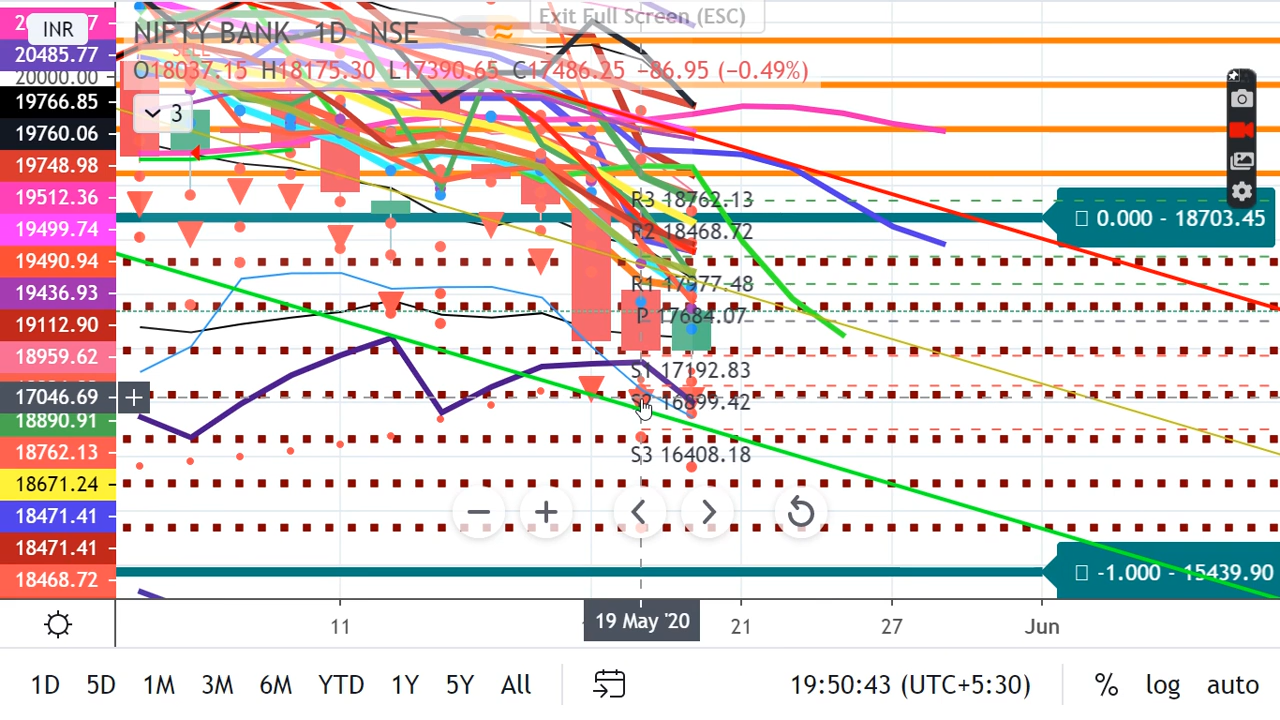 Exit Full Screen (ESC)
INR
NIFTY BANK 1D NSE
O18037.15 H18175.30 L17390.65 C17486.25 −86.95 (−0.49%)
3
20485.77
20000.00
19766.85
19760.06
19748.98
19512.36
19499.74
19490.94
19436.93
19112.90
18959.62
17046.69
18890.91
18762.13
18671.24
18471.41
18471.41
18468.72
R3 18762.13
R2 18468.72
R1 17977.48
P 17684.07
S1 17192.83
S2 16899.42
S3 16408.18
0.000 - 18703.45
-1.000 - 15439.90
11
19 May '20
21
27
Jun
1D 5D 1M 3M 6M YTD 1Y 5Y All
19:50:43 (UTC+5:30)
% log auto